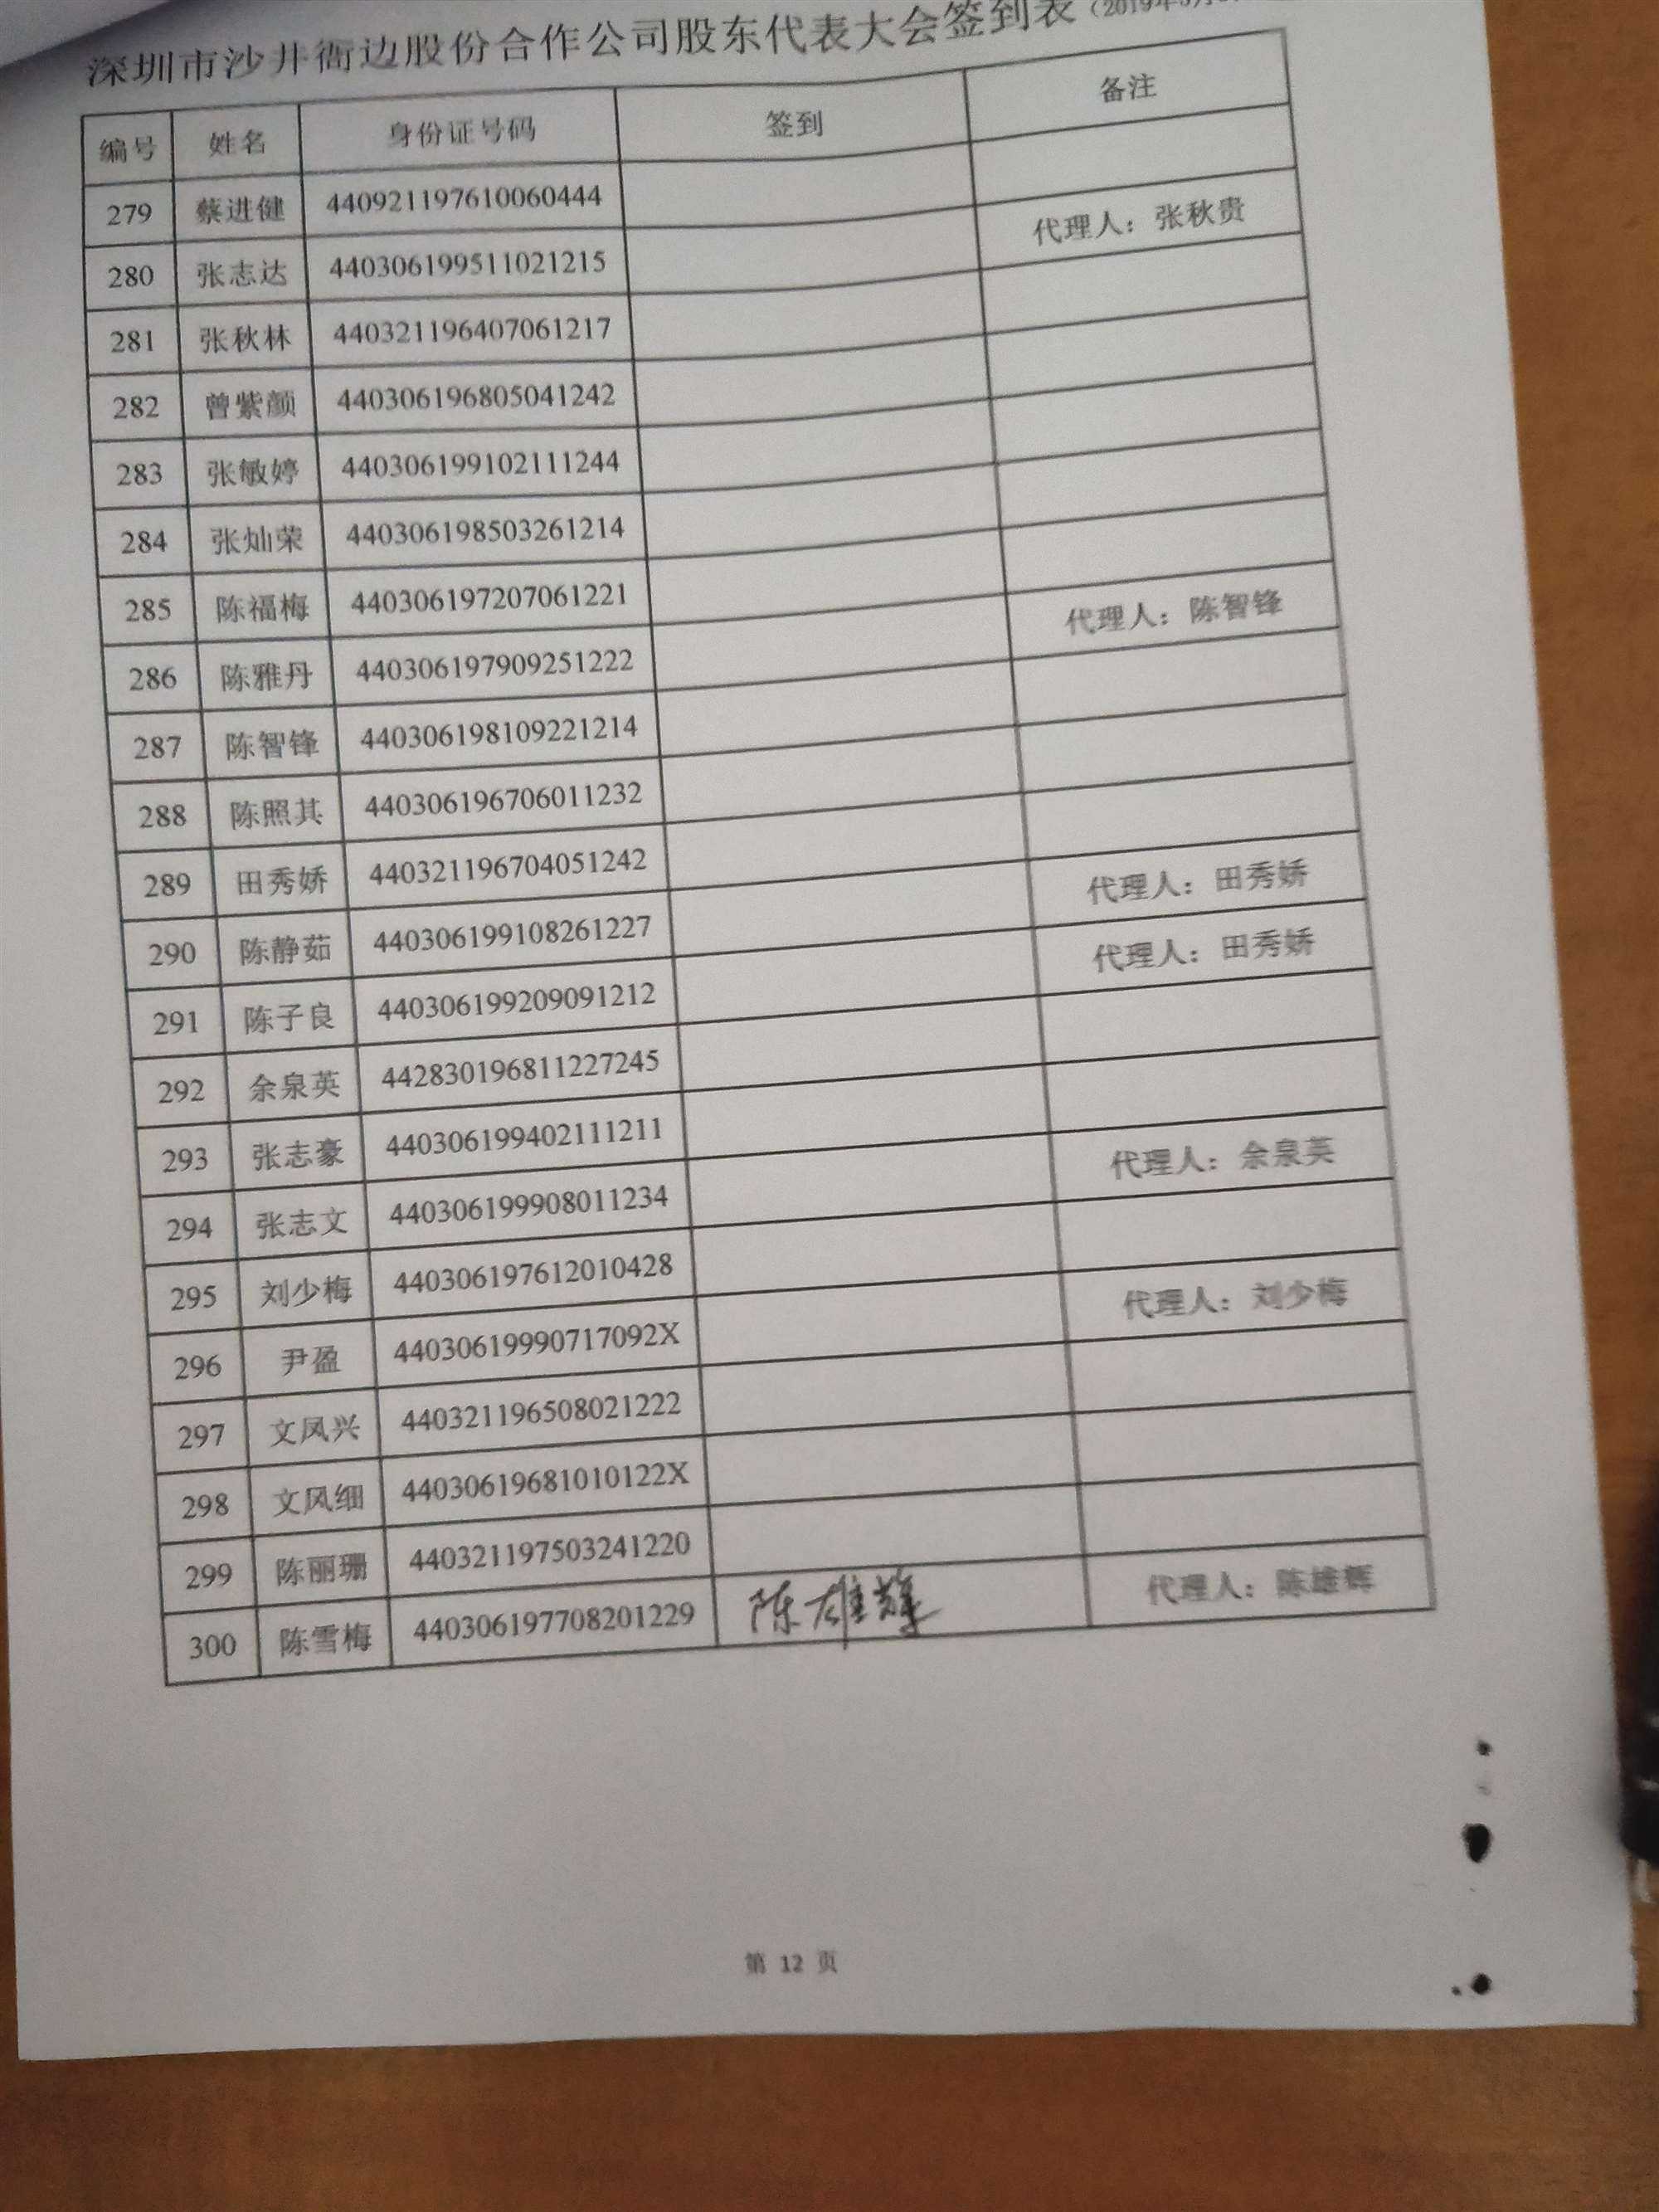 深圳市沙井衙边股份合作公司股东代表大会签到表
编号 姓名 身份证号码 签到 备注
279 蔡进健 440921197610060444
280 张志达 440306199511021215 代理人：张秋贵
281 张秋林 440321196407061217
282 曾紫颜 440306196805041242
283 张敏婷 440306199102111244
284 张灿荣 440306198503261214
285 陈福梅 440306197207061221
286 陈雅丹 440306197909251222 代理人：陈智锋
287 陈智锋 440306198109221214
288 陈照其 440306196706011232
289 田秀娇 440321196704051242
290 陈静茹 440306199108261227 代理人：田秀娇
291 陈子良 440306199209091212 代理人：田秀娇
292 余泉英 442830196811227245
293 张志豪 440306199402111211
294 张志文 440306199908011234 代理人：余泉英
295 刘少梅 440306197612010428
296 尹盈 44030619990717092X 代理人：刘少梅
297 文凤兴 440321196508021222
298 文凤细 44030619681010122X
299 陈丽珊 440321197503241220
300 陈雪梅 440306197708201229 陈雄辉 代理人：陈雄辉
第 12 页